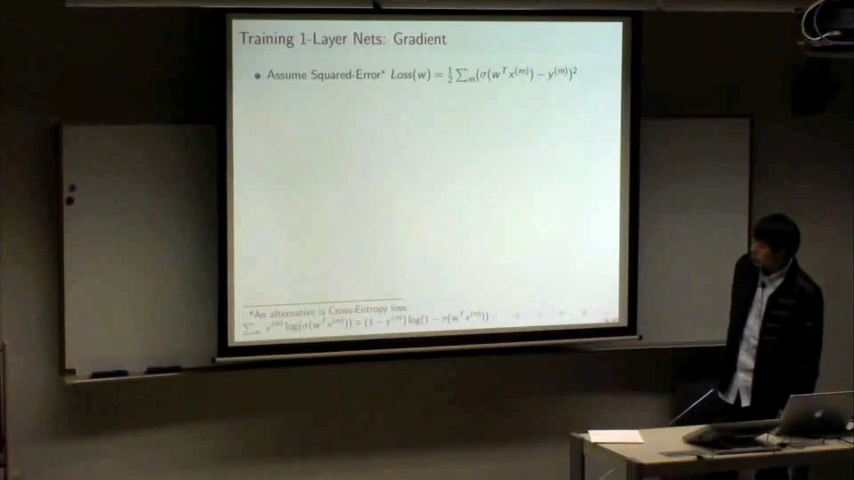 Training 1-Layer Nets: Gradient
• Assume Squared-Error* Loss(w) = ½ ∑ₘ(σ(wᵀx⁽ᵐ⁾) − y⁽ᵐ⁾)²
*An alternative is Cross-Entropy loss.
∑ₘ y⁽ᵐ⁾ log(σ(wᵀx⁽ᵐ⁾)) + (1 − y⁽ᵐ⁾) log(1 − σ(wᵀx⁽ᵐ⁾))